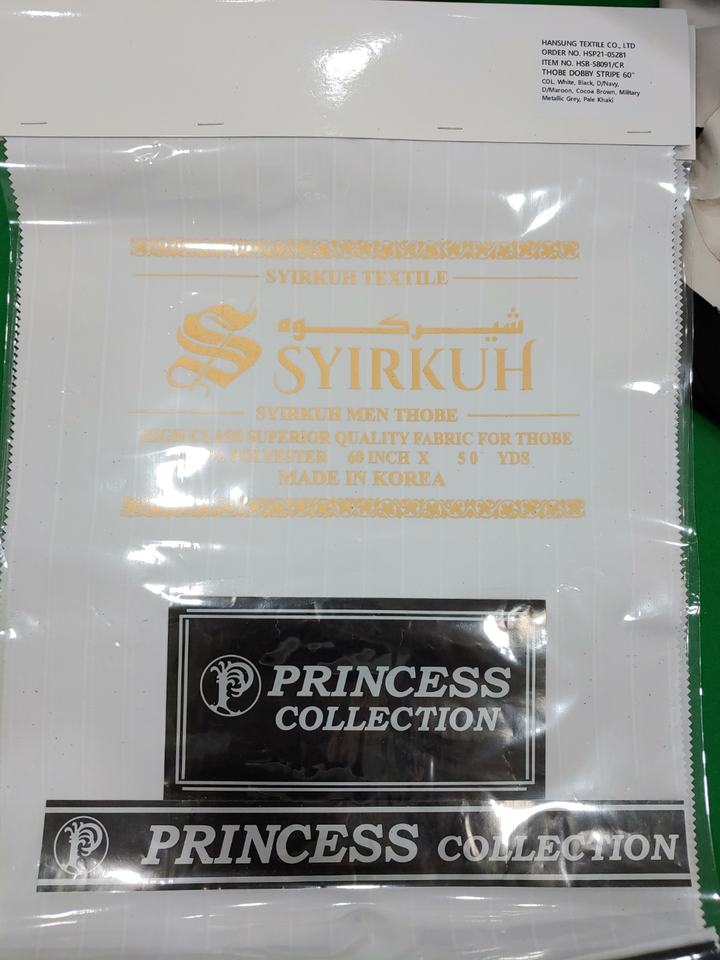 HANSUNG TEXTILE CO., LTD
ORDER NO. HSP21-05281
ITEM NO. HSB-58091/CR
THOBE DOBBY STRIPE 60"
COL. White, Black, D/Navy,
D/Maroon, Cocoa Brown, Military
Metallic Grey, Pale Khaki
SYIRKUH TEXTILE
S
شيركوه
SYIRKUH
SYIRKUH MEN THOBE
HIGH CLASS SUPERIOR QUALITY FABRIC FOR THOBE
% POLYESTER 60 INCH X 50 YDS
MADE IN KOREA
P PRINCESS
COLLECTION
P PRINCESS COLLECTION